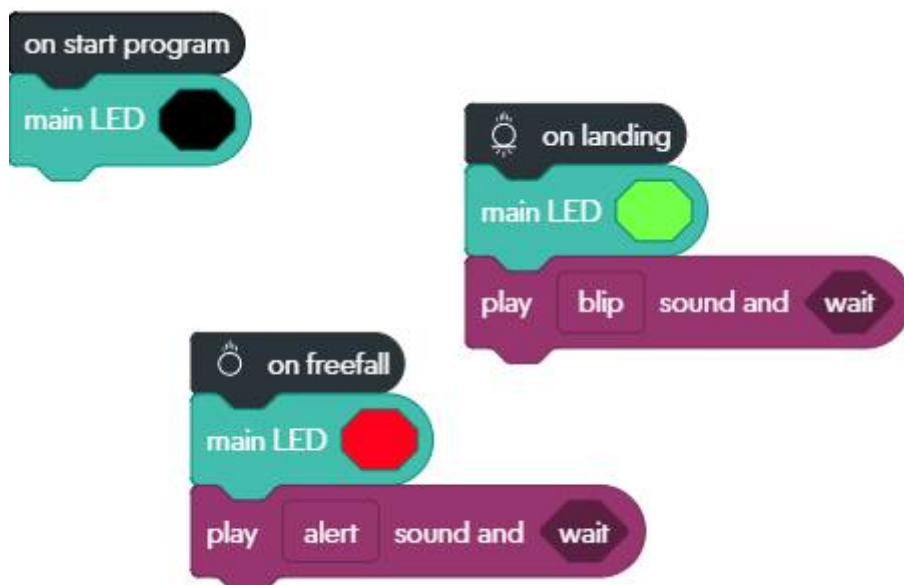 on start program
main LED
on landing
main LED
play blip sound and wait
on freefall
main LED
play alert sound and wait